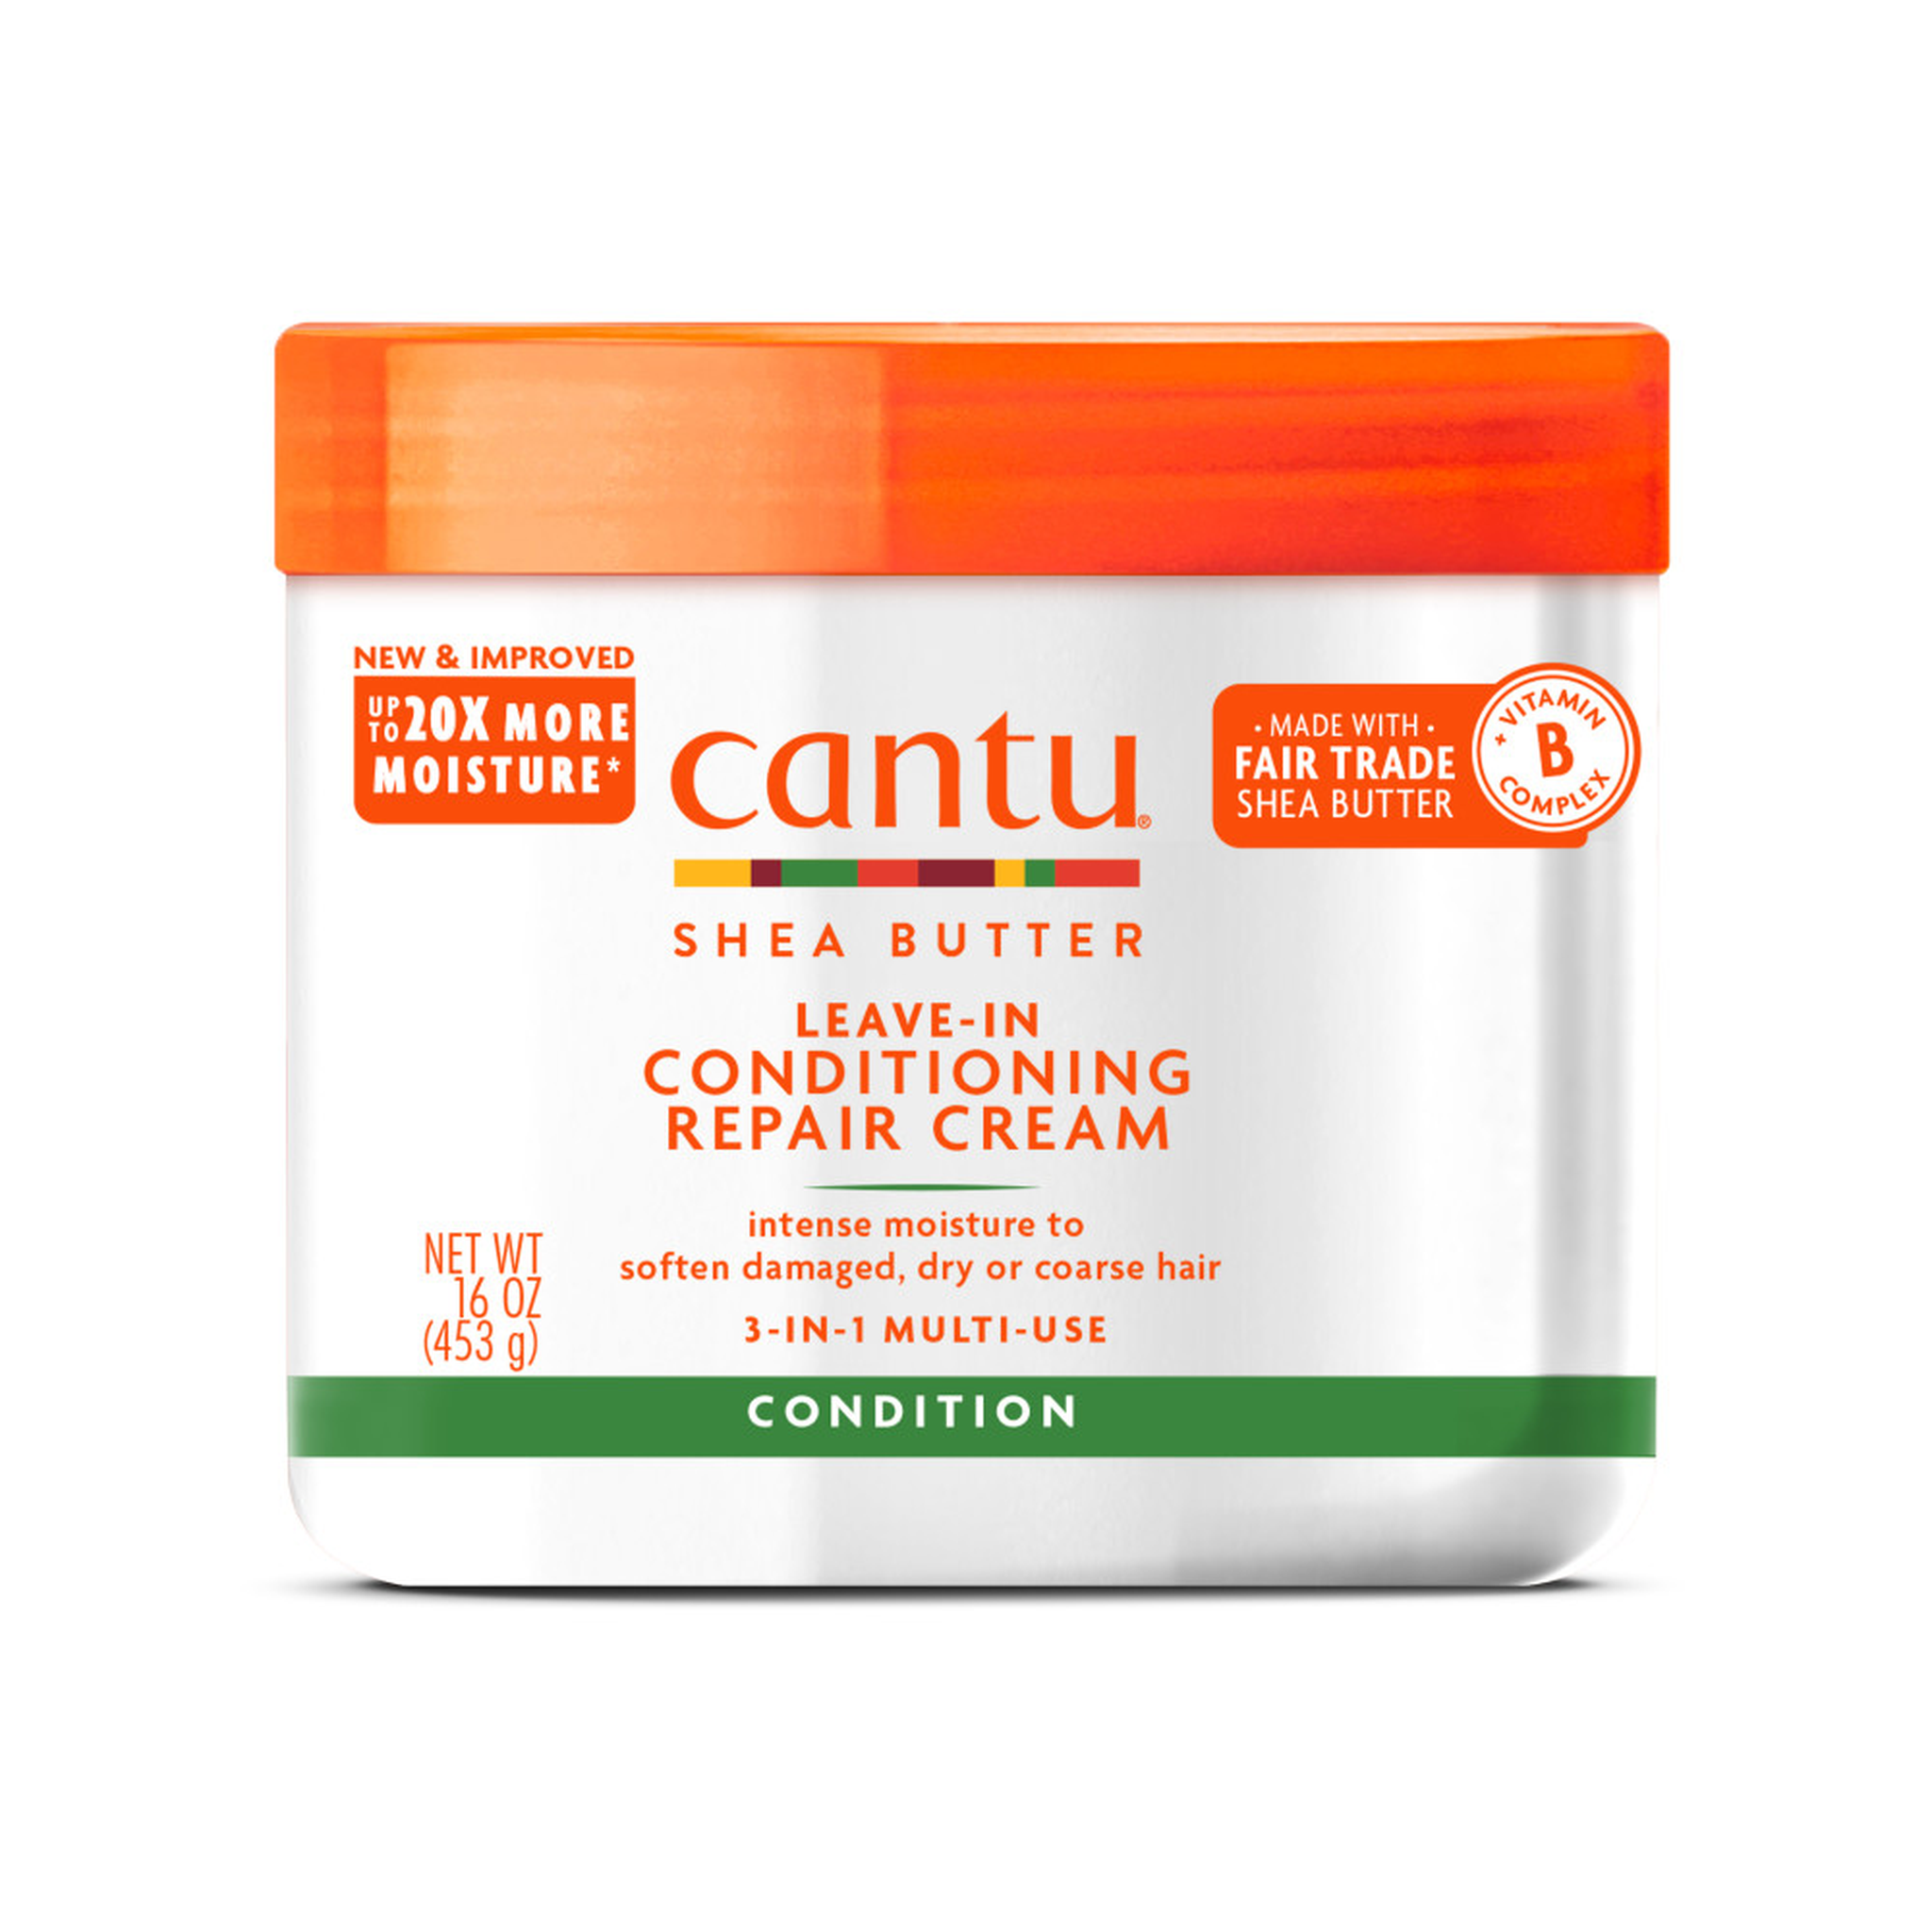 NEW & IMPROVED
UP TO 20X MORE
MOISTURE*
cantu®
• MADE WITH •
FAIR TRADE
SHEA BUTTER
+ VITAMIN
B
COMPLEX
SHEA BUTTER
LEAVE-IN
CONDITIONING
REPAIR CREAM
intense moisture to
soften damaged, dry or coarse hair
3-IN-1 MULTI-USE
NET WT
16 OZ
(453 g)
CONDITION